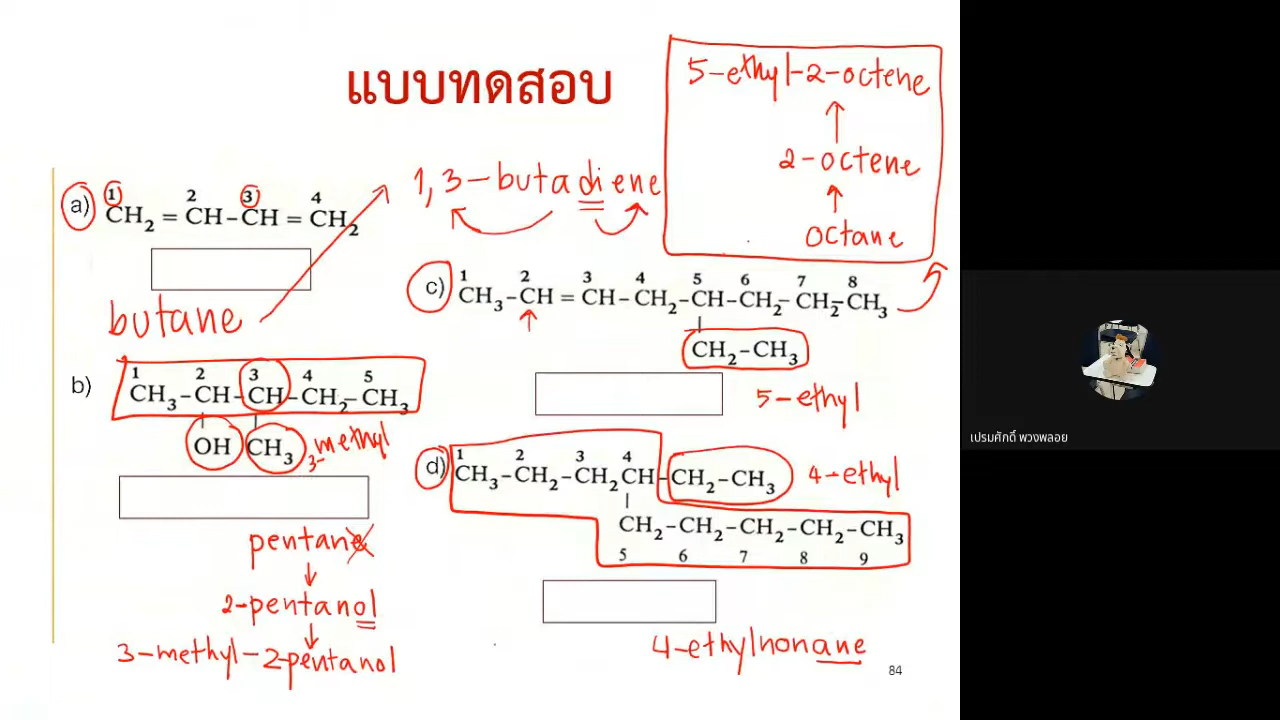 แบบทดสอบ
5-ethyl-2-octene
2-octene
octane
a)
1 2 3 4
CH2 = CH - CH = CH2
1,3-butadiene
butane
c)
1 2 3 4 5 6 7 8
CH3 - CH = CH - CH2 - CH - CH2 - CH2 - CH3
CH2 - CH3
5-ethyl
b)
1 2 3 4 5
CH3 - CH - CH - CH2 - CH3
OH CH3 3-methyl
pentane
2-pentanol
3-methyl-2-pentanol
d)
1 2 3 4
CH3 - CH2 - CH2 CH - CH2 - CH3 4-ethyl
CH2 - CH2 - CH2 - CH2 - CH3
5 6 7 8 9
4-ethylnonane
84
เปรมศักดิ์ พวงพลอย